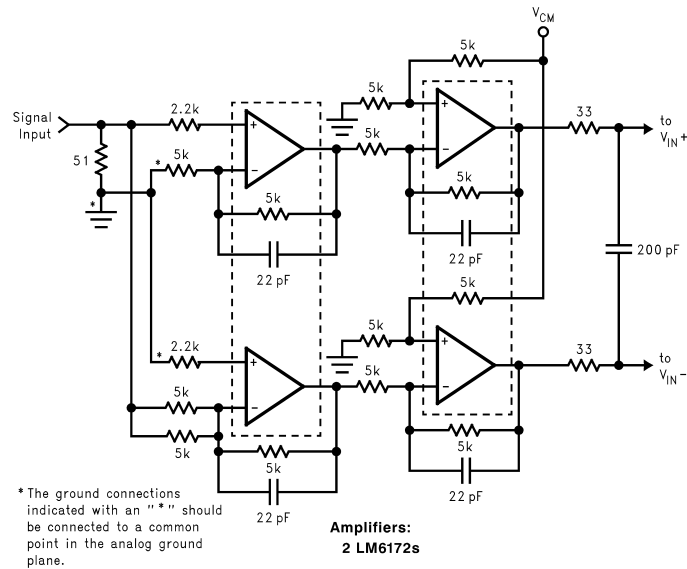 V_CM
5k
5k
+
33
to
V_IN+
Signal
Input
2.2k
+
5k
−
51
* 5k
−
*
5k
5k
22 pF
22 pF
200 pF
5k
5k
+
33
to
V_IN−
* 2.2k
+
5k
−
5k
−
5k
5k
5k
22 pF
22 pF
* The ground connections
indicated with an "*" should
be connected to a common
point in the analog ground
plane.
Amplifiers:
2 LM6172s